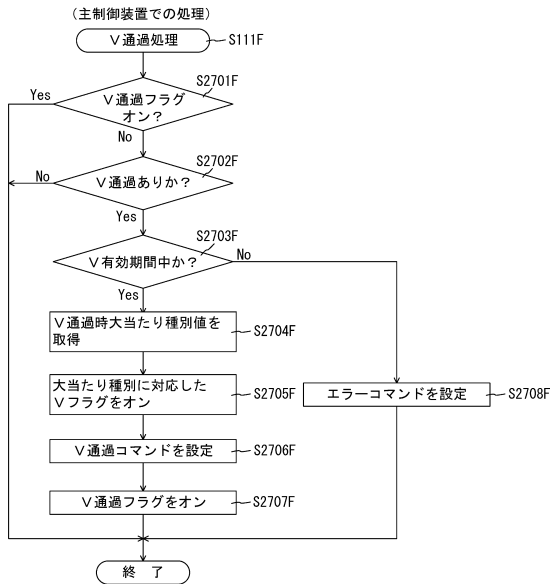 （主制御装置での処理）
Ｖ通過処理
S111F
S2701F
Yes
Ｖ通過フラグ
オン？
No
S2702F
No
Ｖ通過ありか？
Yes
S2703F
Ｖ有効期間中か？
No
Yes
Ｖ通過時大当たり種別値を
取得
S2704F
大当たり種別に対応した
Ｖフラグをオン
S2705F
エラーコマンドを設定
S2708F
Ｖ通過コマンドを設定
S2706F
Ｖ通過フラグをオン
S2707F
終　了